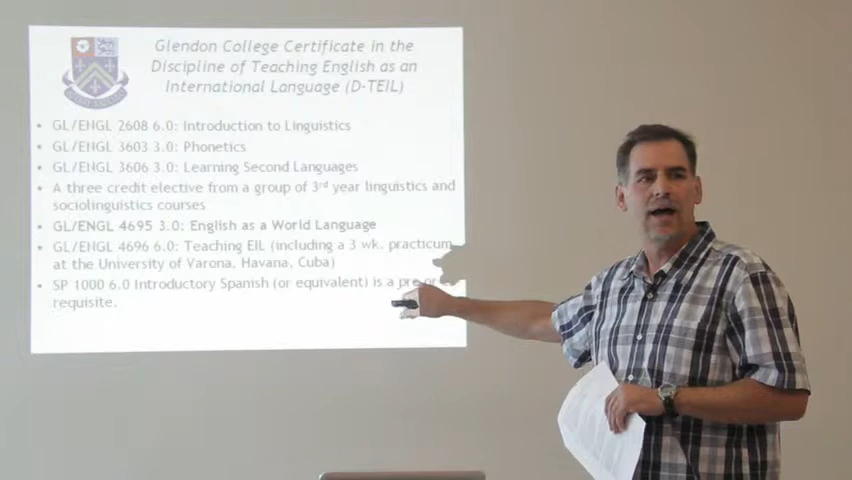 Glendon College Certificate in the
Discipline of Teaching English as an
International Language (D-TEIL)
• GL/ENGL 2608 6.0: Introduction to Linguistics
• GL/ENGL 3603 3.0: Phonetics
• GL/ENGL 3606 3.0: Learning Second Languages
• A three credit elective from a group of 3rd year linguistics and
sociolinguistics courses
• GL/ENGL 4695 3.0: English as a World Language
• GL/ENGL 4696 6.0: Teaching EIL (including a 3 wk. practicum
at the University of Varona, Havana, Cuba)
• SP 1000 6.0 Introductory Spanish (or equivalent) is a pre or
requisite.